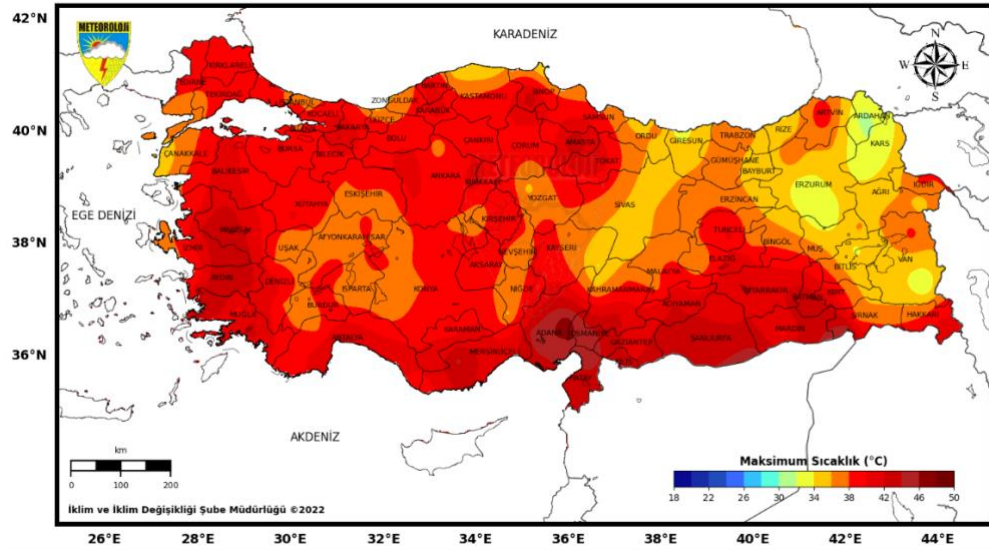 42°N
METEOROLOJİ
KARADENİZ
N
W E
S
KIRKLARELİ
TEKİRDAĞ
İSTANBUL
ZONGULDAK
KASTAMONU
SİNOP
KOCAELİ
KARABÜK
SAMSUN
ARTVİN
ARDAHAN
SAKARYA
DÜZCE
ORDU
GİRESUN
TRABZON
RİZE
KARS
40°N
ÇANAKKALE
BURSA
BİLECİK
BOLU
ÇANKIRI
ÇORUM
AMASYA
TOKAT
GÜMÜŞHANE
BAYBURT
BALIKESİR
ANKARA
KIRIKKALE
ERZURUM
AĞRI
IĞDIR
ESKİŞEHİR
YOZGAT
SİVAS
ERZİNCAN
KÜTAHYA
EGE DENİZİ
KIRŞEHİR
TUNCELİ
38°N
MANİSA
UŞAK
AFYONKARAHİSAR
BİNGÖL
MUŞ
İZMİR
NEVŞEHİR
KAYSERİ
ELAZIĞ
VAN
AKSARAY
MALATYA
BİTLİS
AYDIN
DENİZLİ
ISPARTA
KONYA
NİĞDE
KAHRAMANMARAŞ
DİYARBAKIR
BATMAN
SİİRT
BURDUR
ADIYAMAN
MUĞLA
ŞIRNAK
HAKKARİ
KARAMAN
ADANA
OSMANİYE
GAZİANTEP
ŞANLIURFA
MARDİN
ANTALYA
36°N
MERSİN
KİLİS
HATAY
AKDENİZ
km
0 100 200
Maksimum Sıcaklık (°C)
18 22 26 30 34 38 42 46 50
İklim ve İklim Değişikliği Şube Müdürlüğü ©2022
26°E 28°E 30°E 32°E 34°E 36°E 38°E 40°E 42°E 44°E